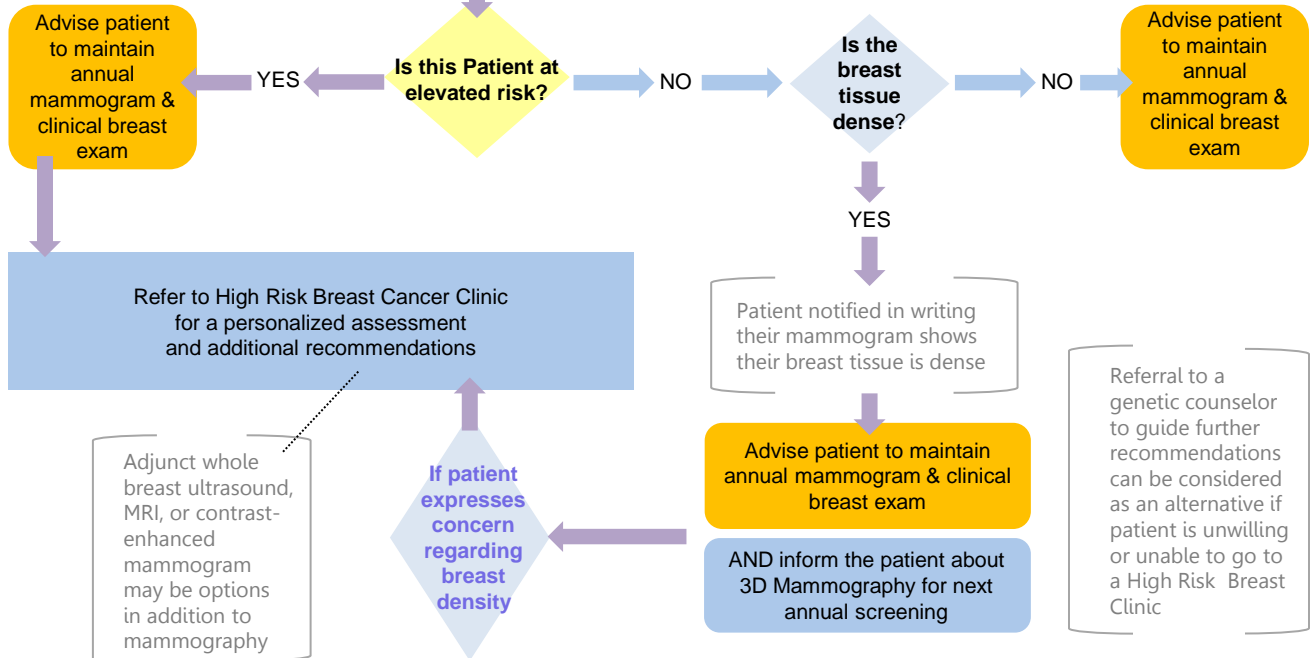 Advise patient
to maintain
annual
mammogram &
clinical breast
exam
YES
Is this Patient at
elevated risk?
NO
Is the
breast
tissue
dense?
NO
Advise patient
to maintain
annual
mammogram &
clinical breast
exam
YES
Refer to High Risk Breast Cancer Clinic
for a personalized assessment
and additional recommendations
Patient notified in writing
their mammogram shows
their breast tissue is dense
Referral to a
genetic counselor
to guide further
recommendations
can be considered
as an alternative if
patient is unwilling
or unable to go to
a High Risk Breast
Clinic
Adjunct whole
breast ultrasound,
MRI, or contrast-
enhanced
mammogram
may be options
in addition to
mammography
If patient
expresses
concern
regarding
breast
density
Advise patient to maintain
annual mammogram & clinical
breast exam
AND inform the patient about
3D Mammography for next
annual screening